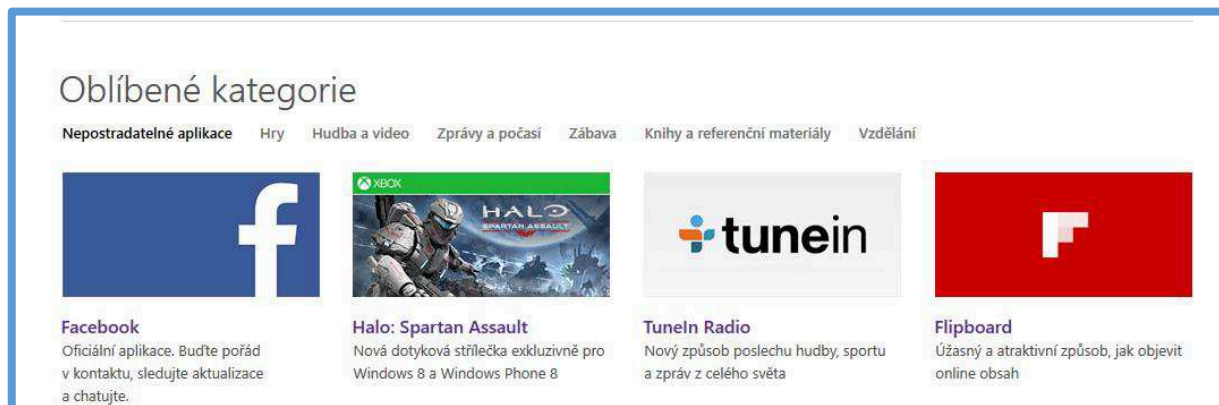 Oblíbené kategorie
Nepostradatelné aplikace Hry Hudba a video Zprávy a počasí Zábava Knihy a referenční materiály Vzdělání
f
XBOX
HALO
SPARTAN ASSAULT
tunein
F
Facebook
Oficiální aplikace. Buďte pořád
v kontaktu, sledujte aktualizace
a chatujte.
Halo: Spartan Assault
Nová dotyková střílečka exkluzivně pro
Windows 8 a Windows Phone 8
TuneIn Radio
Nový způsob poslechu hudby, sportu
a zpráv z celého světa
Flipboard
Úžasný a atraktivní způsob, jak objevit
online obsah